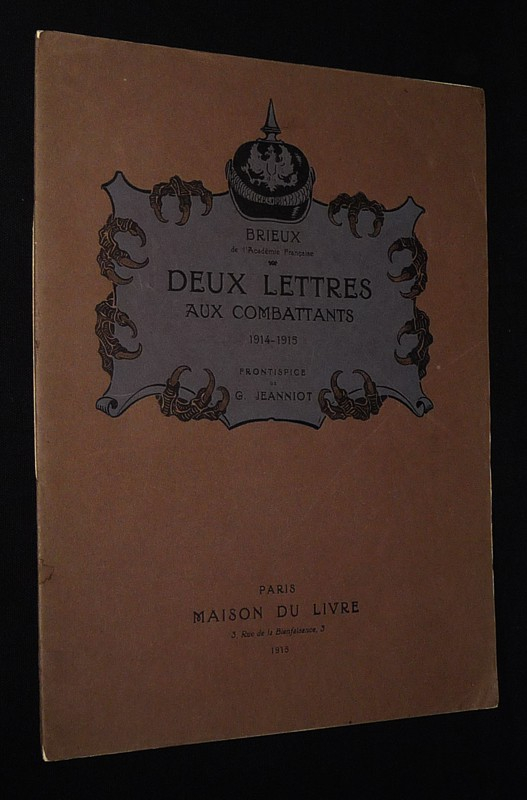 BRIEUX
de l'Académie Française
DEUX LETTRES
AUX COMBATTANTS
1914-1915
FRONTISPICE
DE
G. JEANNIOT
PARIS
MAISON DU LIVRE
3, Rue de la Bienfaisance, 3
1915